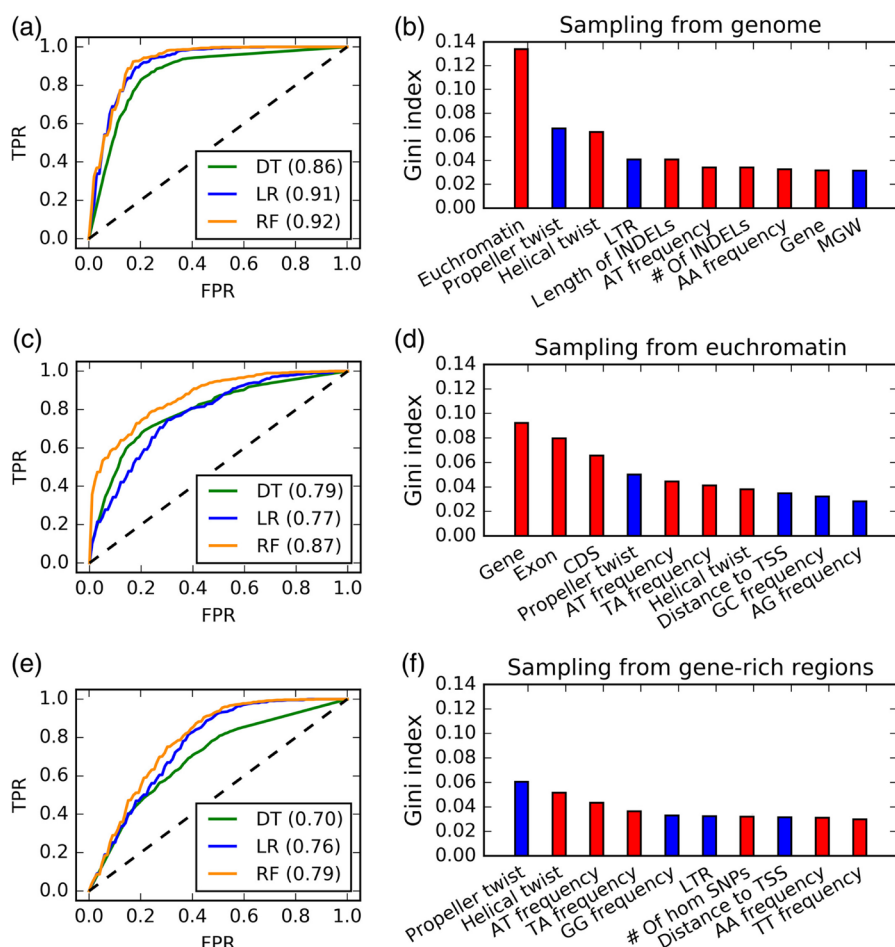 (a)
1.0
0.8
0.6
0.4
0.2
0.0
TPR
DT (0.86)
LR (0.91)
RF (0.92)
0.0 0.2 0.4 0.6 0.8 1.0
FPR
(b)
Sampling from genome
0.14
0.12
0.10
0.08
0.06
0.04
0.02
0.00
Gini index
Euchromatin
Propeller twist
Helical twist
LTR
Length of INDELs
AT frequency
# Of INDELs
AA frequency
Gene
MGW
(c)
1.0
0.8
0.6
0.4
0.2
0.0
TPR
DT (0.79)
LR (0.77)
RF (0.87)
0.0 0.2 0.4 0.6 0.8 1.0
FPR
(d)
Sampling from euchromatin
0.14
0.12
0.10
0.08
0.06
0.04
0.02
0.00
Gini index
Gene
Exon
CDS
Propeller twist
AT frequency
TA frequency
Helical twist
Distance to TSS
GC frequency
AG frequency
(e)
1.0
0.8
0.6
0.4
0.2
0.0
TPR
DT (0.70)
LR (0.76)
RF (0.79)
0.0 0.2 0.4 0.6 0.8 1.0
FPR
(f)
Sampling from gene-rich regions
0.14
0.12
0.10
0.08
0.06
0.04
0.02
0.00
Gini index
Propeller twist
Helical twist
AT frequency
TA frequency
GG frequency
LTR
# Of hom SNPs
Distance to TSS
AA frequency
TT frequency